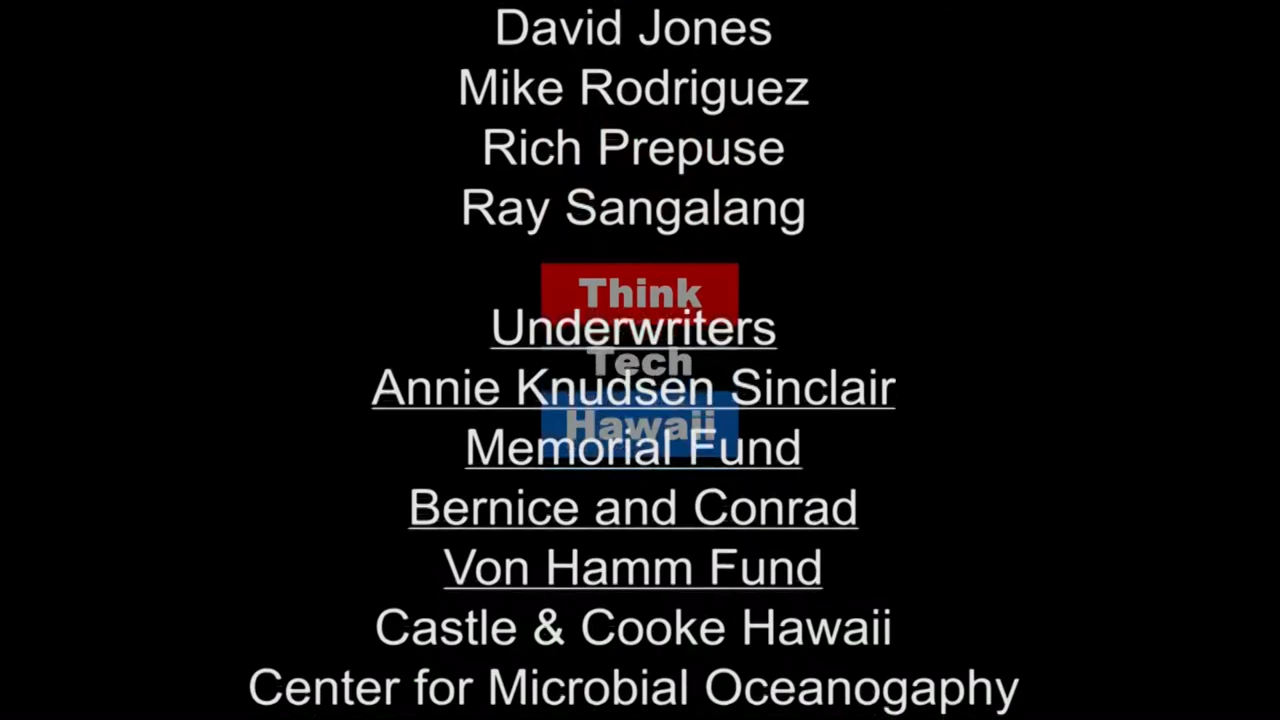 David Jones
Mike Rodriguez
Rich Prepuse
Ray Sangalang
Think
Underwriters
Tech
Annie Knudsen Sinclair
Hawaii
Memorial Fund
Bernice and Conrad
Von Hamm Fund
Castle & Cooke Hawaii
Center for Microbial Oceanogaphy